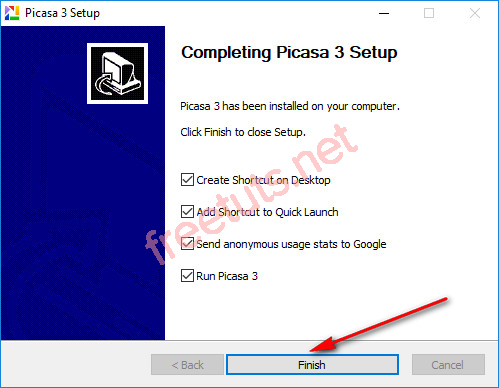 Picasa 3 Setup
Completing Picasa 3 Setup
Picasa 3 has been installed on your computer.
Click Finish to close Setup.
Create Shortcut on Desktop
Add Shortcut to Quick Launch
Send anonymous usage stats to Google
Run Picasa 3
freetuts.net
< Back
Finish
Cancel